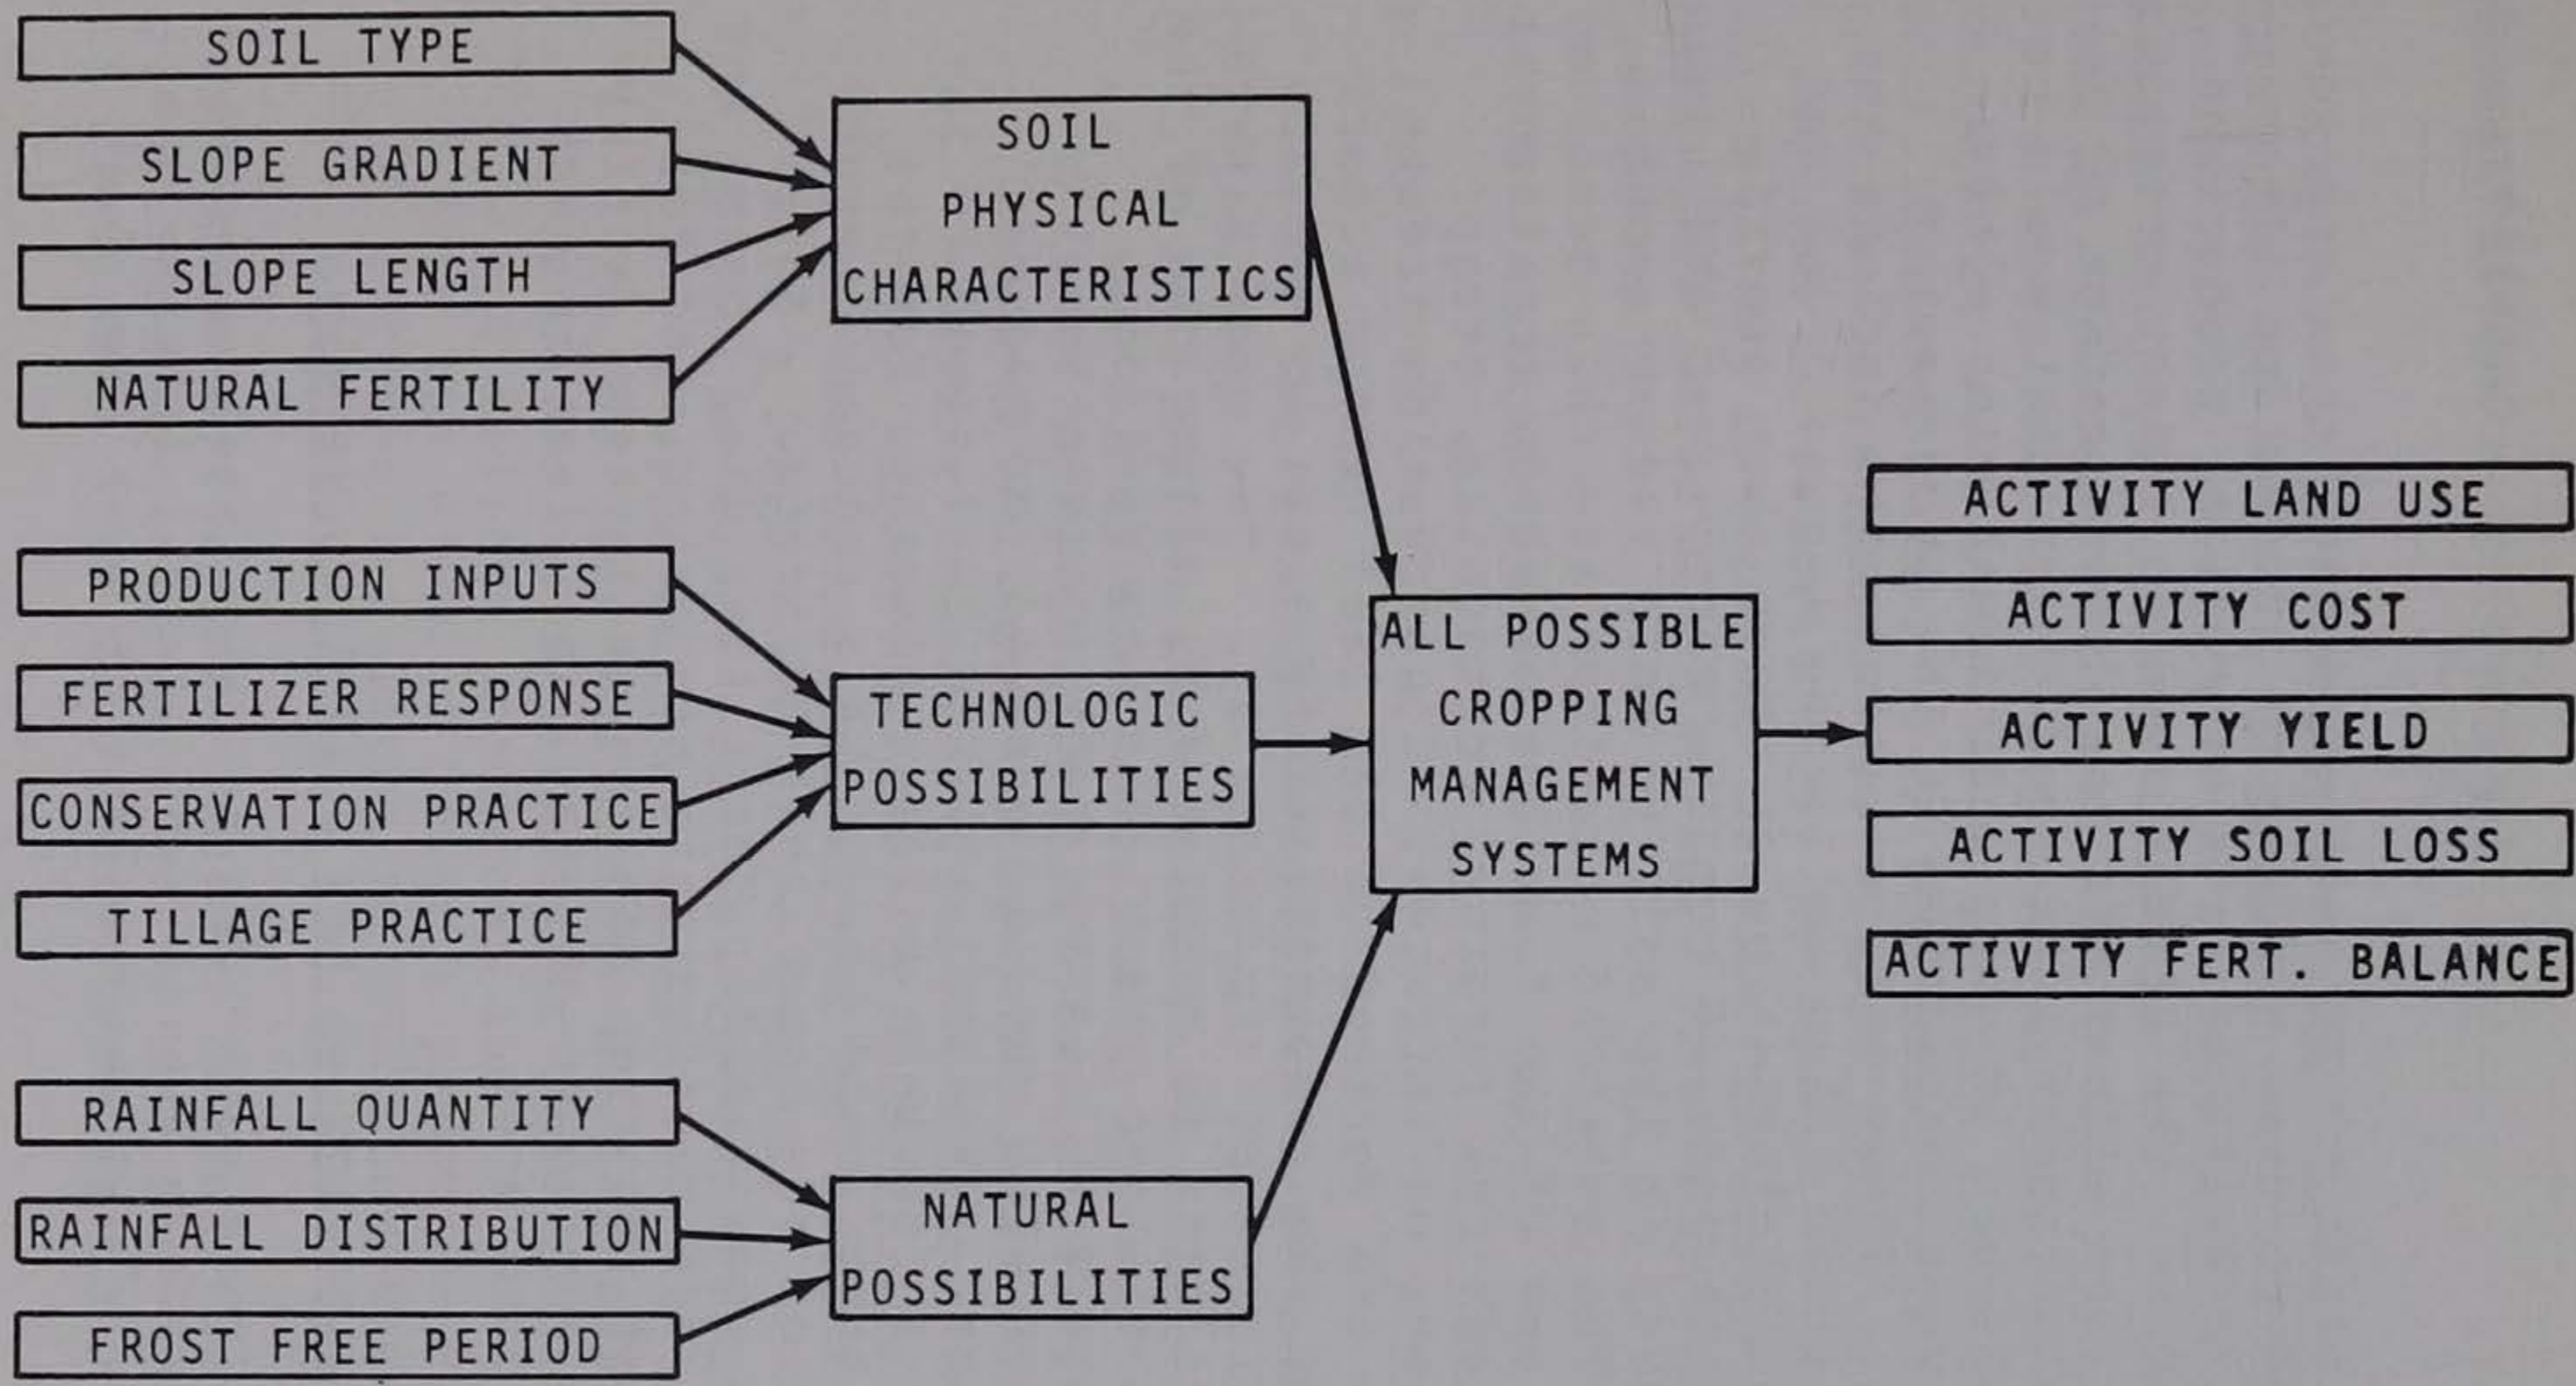 SOIL TYPE
SLOPE GRADIENT
SLOPE LENGTH
NATURAL FERTILITY
SOIL
PHYSICAL
CHARACTERISTICS
PRODUCTION INPUTS
FERTILIZER RESPONSE
CONSERVATION PRACTICE
TILLAGE PRACTICE
TECHNOLOGIC
POSSIBILITIES
RAINFALL QUANTITY
RAINFALL DISTRIBUTION
FROST FREE PERIOD
NATURAL
POSSIBILITIES
ALL POSSIBLE
CROPPING
MANAGEMENT
SYSTEMS
ACTIVITY LAND USE
ACTIVITY COST
ACTIVITY YIELD
ACTIVITY SOIL LOSS
ACTIVITY FERT. BALANCE